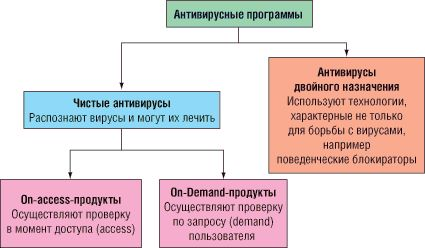 Антивирусные программы
Чистые антивирусы
Распознают вирусы и могут их лечить
Антивирусы
двойного назначения
Используют технологии,
характерные не только
для борьбы с вирусами,
например
поведенческие блокираторы
On-access-продукты
Осуществляют проверку
в момент доступа (access)
On-Demand-продукты
Осуществляют проверку
по запросу (demand)
пользователя